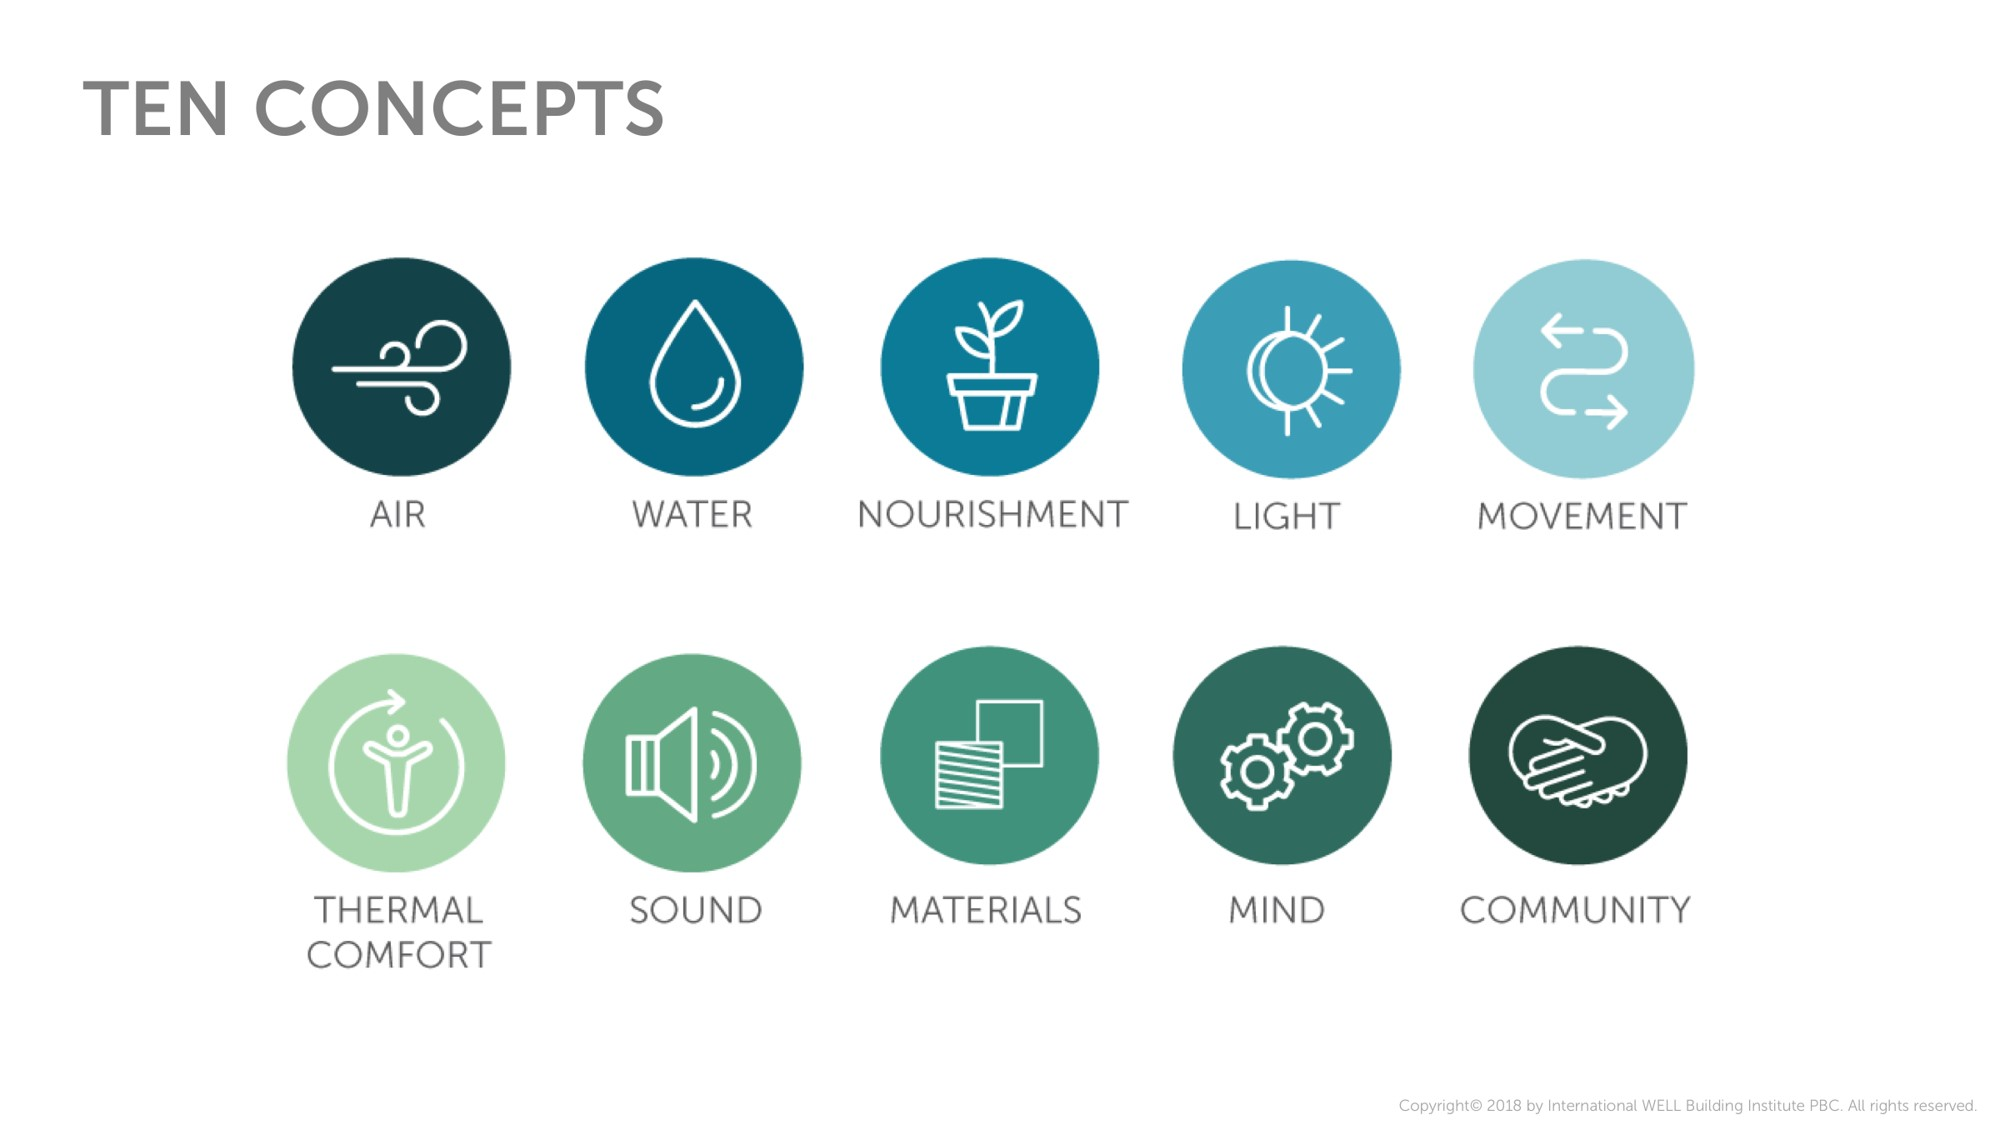 TEN CONCEPTS
AIR
WATER
NOURISHMENT
LIGHT
MOVEMENT
THERMAL
COMFORT
SOUND
MATERIALS
MIND
COMMUNITY
Copyright© 2018 by International WELL Building Institute PBC. All rights reserved.